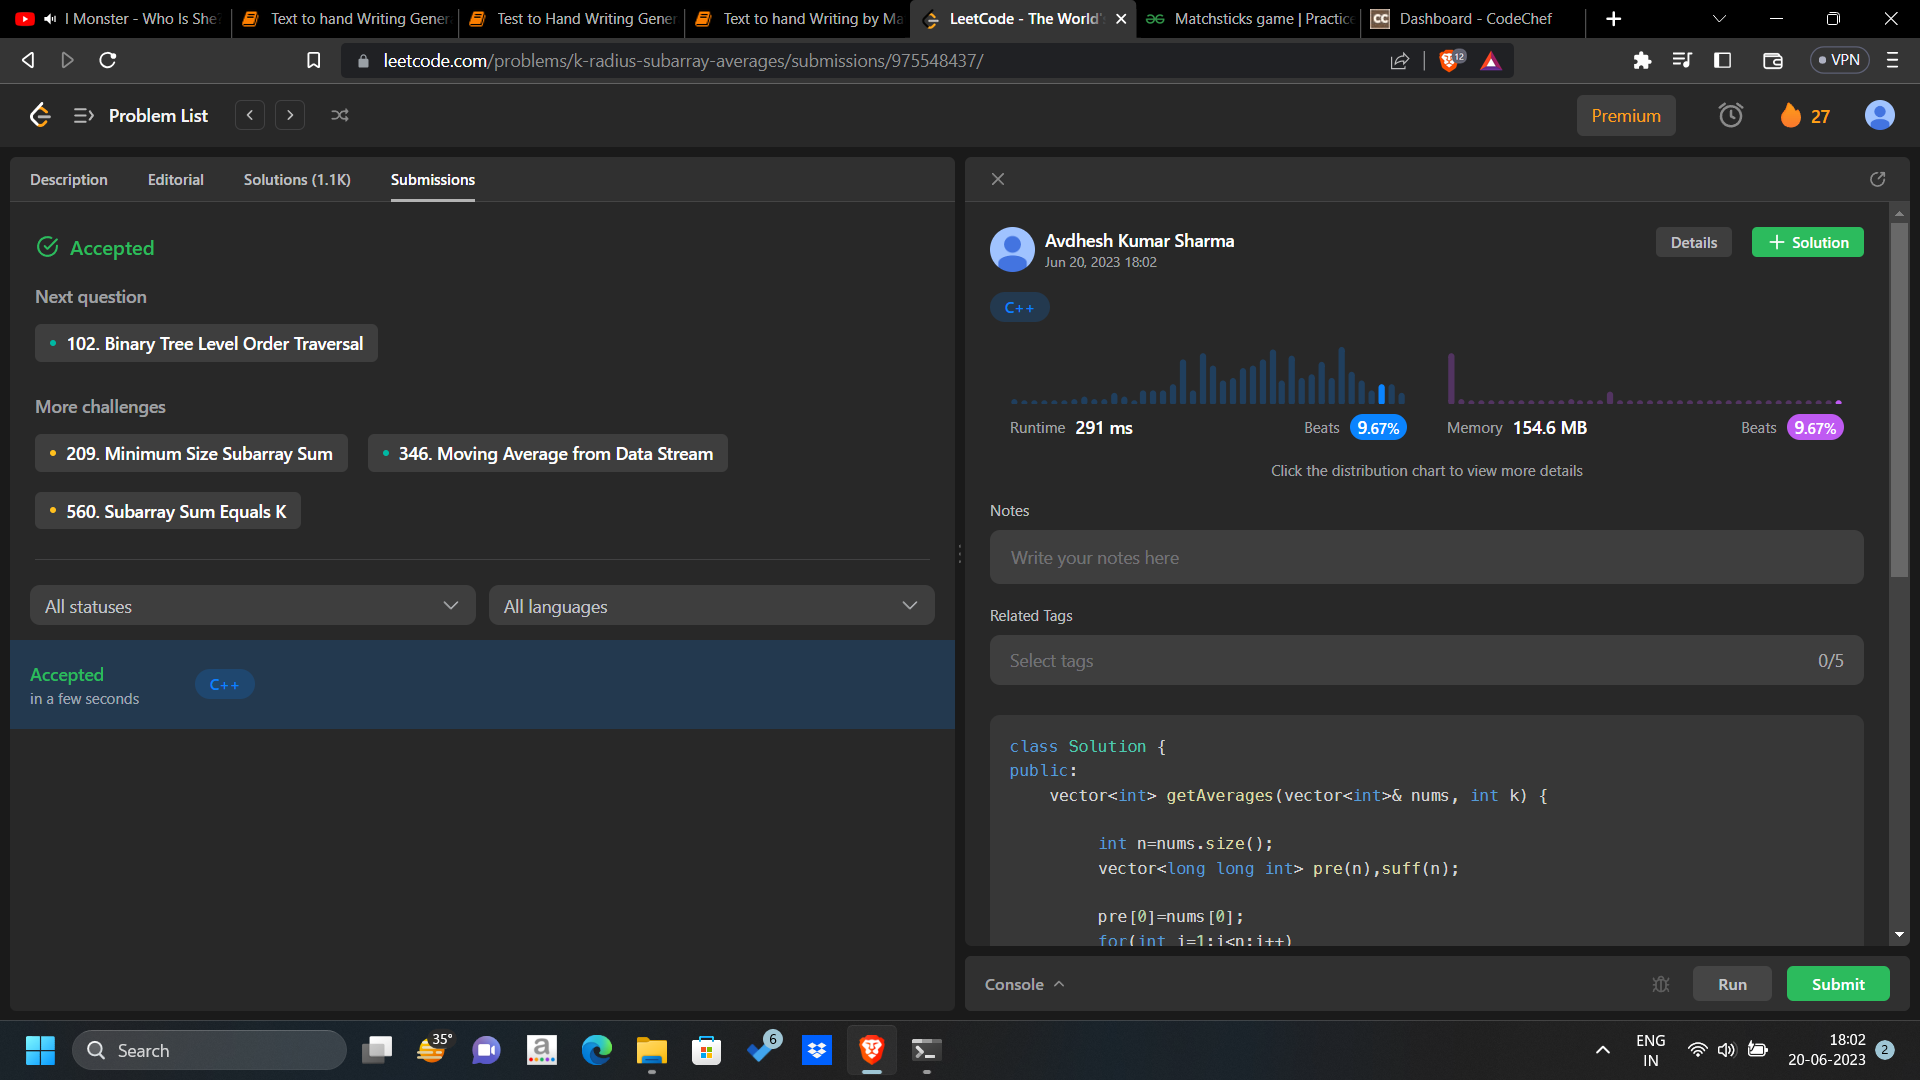 I Monster - Who Is She?
Text to hand Writing Gener
Test to Hand Writing Gener
Text to hand Writing by Ma
LeetCode - The World'
Matchsticks game | Practice
CC
Dashboard - CodeChef
leetcode.com/problems/k-radius-subarray-averages/submissions/975548437/
12
VPN
Problem List
Premium
27
Description
Editorial
Solutions (1.1K)
Submissions
Accepted
Next question
102. Binary Tree Level Order Traversal
More challenges
209. Minimum Size Subarray Sum
346. Moving Average from Data Stream
560. Subarray Sum Equals K
All statuses
All languages
Accepted
in a few seconds
C++
Avdhesh Kumar Sharma
Jun 20, 2023 18:02
Details
Solution
C++
Runtime 291 ms
Beats 9.67%
Memory 154.6 MB
Beats 9.67%
Click the distribution chart to view more details
Notes
Write your notes here
Related Tags
Select tags
0/5
class Solution {
public:
vector<int> getAverages(vector<int>& nums, int k) {
int n=nums.size();
vector<long long int> pre(n),suff(n);
pre[0]=nums[0];
for(int i=1;i<n;i++)
Console
Run
Submit
Search
35°
a
6
ENG
IN
18:02
20-06-2023
2